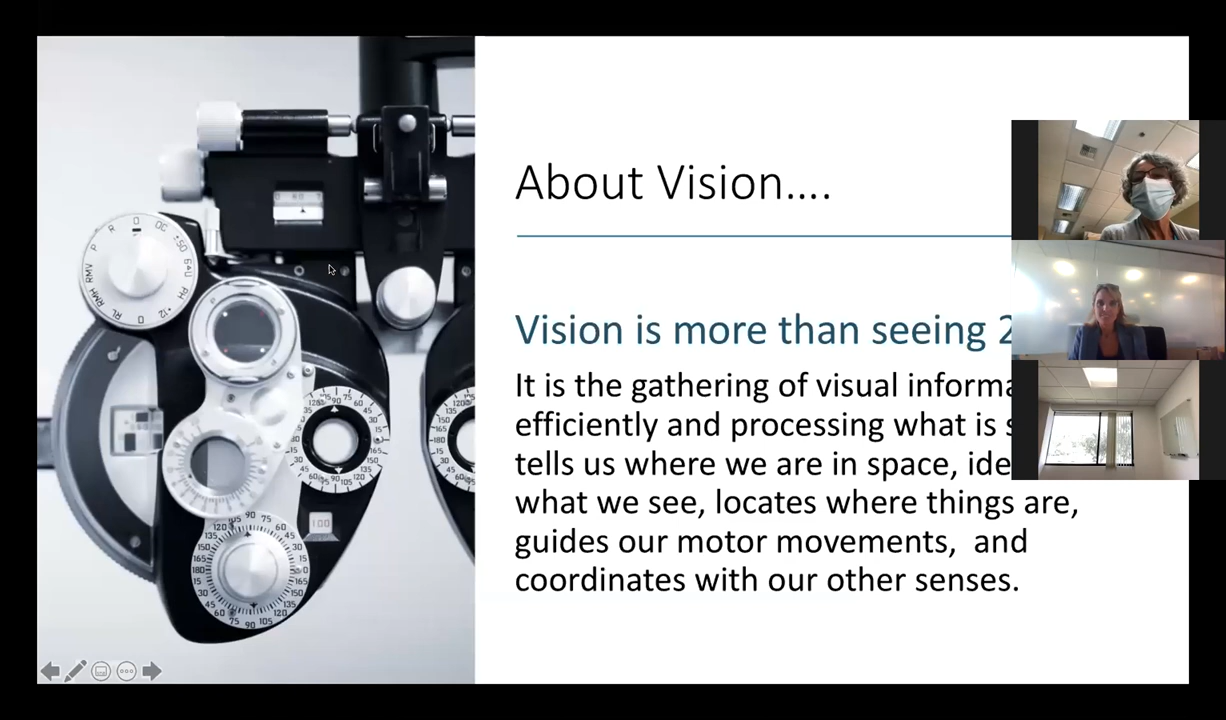 About Vision....
Vision is more than seeing 2
It is the gathering of visual informa
efficiently and processing what is s
tells us where we are in space, ide
what we see, locates where things are,
guides our motor movements, and
coordinates with our other senses.